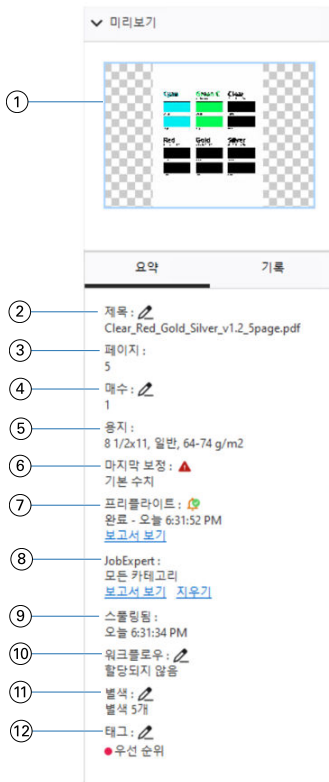 미리보기
1
Clear
Red Gold Silver
요약 기록
2 제목 :
Clear_Red_Gold_Silver_v1.2_5page.pdf
3 페이지 :
5
4 매수 :
1
5 용지 :
8 1/2x11, 일반, 64-74 g/m2
6 마지막 보정 :
기본 수치
7 프리플라이트 :
완료 - 오늘 6:31:52 PM
보고서 보기
8 JobExpert :
모든 카테고리
보고서 보기 지우기
9 스풀링됨 :
오늘 6:31:34 PM
10 워크플로우 :
할당되지 않음
11 별색 :
별색 5개
12 태그 :
우선 순위